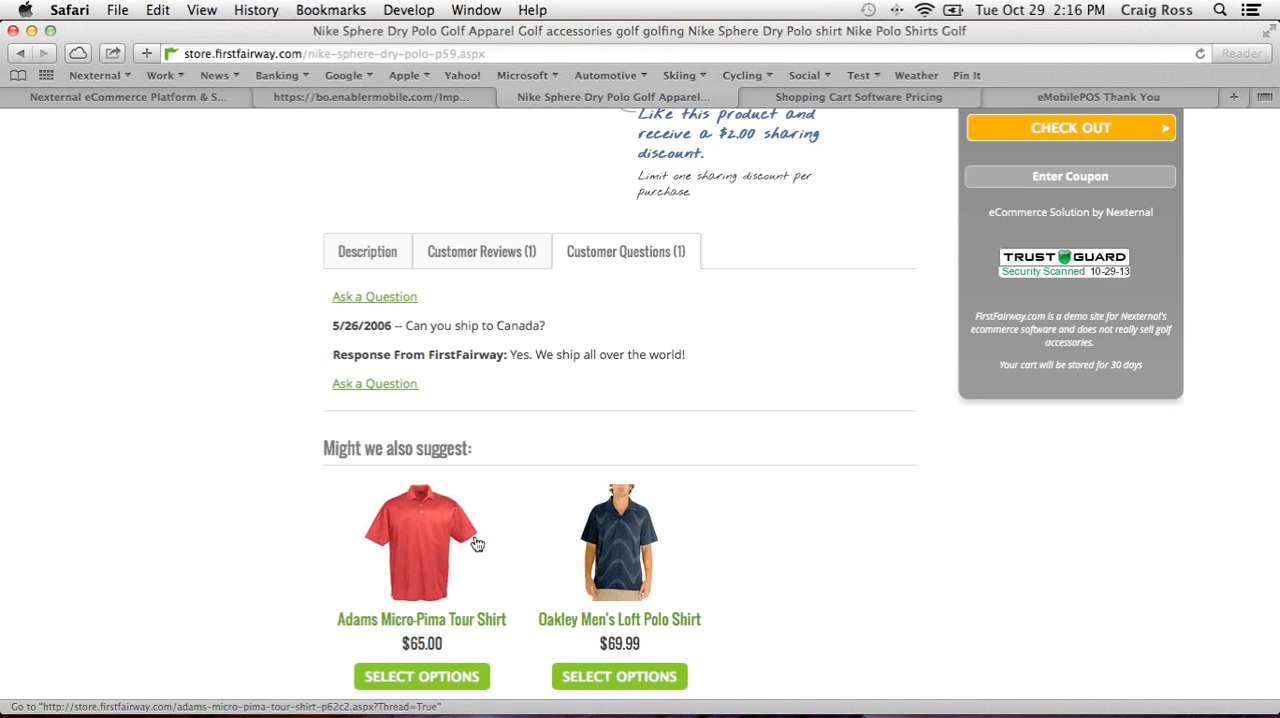 Safari File Edit View History Bookmarks Develop Window Help Tue Oct 29 2:16 PM Craig Ross
Nike Sphere Dry Polo Golf Apparel Golf accessories golf golfing Nike Sphere Dry Polo shirt Nike Polo Shirts Golf
store.firstfairway.com/nike-sphere-dry-polo-p59.aspx Reader
Nexternal Work News Banking Google Apple Yahoo! Microsoft Automotive Skiing Cycling Social Test Weather Pin It
Nexternal eCommerce Platform & S... https://bo.enablermobile.com/Imp... Nike Sphere Dry Polo Golf Apparel... Shopping Cart Software Pricing eMobilePOS Thank You
Like this product and
receive a $2.00 sharing
discount.
Limit one sharing discount per
purchase.
CHECK OUT
Enter Coupon
eCommerce Solution by Nexternal
TRUST GUARD
Security Scanned 10-29-13
FirstFairway.com is a demo site for Nexternal's
ecommerce software and does not really sell golf
accessories.
Your cart will be stored for 30 days
Description Customer Reviews (1) Customer Questions (1)
Ask a Question
5/26/2006 -- Can you ship to Canada?
Response From FirstFairway: Yes. We ship all over the world!
Ask a Question
Might we also suggest:
Adams Micro-Pima Tour Shirt Oakley Men's Loft Polo Shirt
$65.00 $69.99
SELECT OPTIONS SELECT OPTIONS
Go to "http://store.firstfairway.com/adams-micro-pima-tour-shirt-p62c2.aspx?Thread=True"